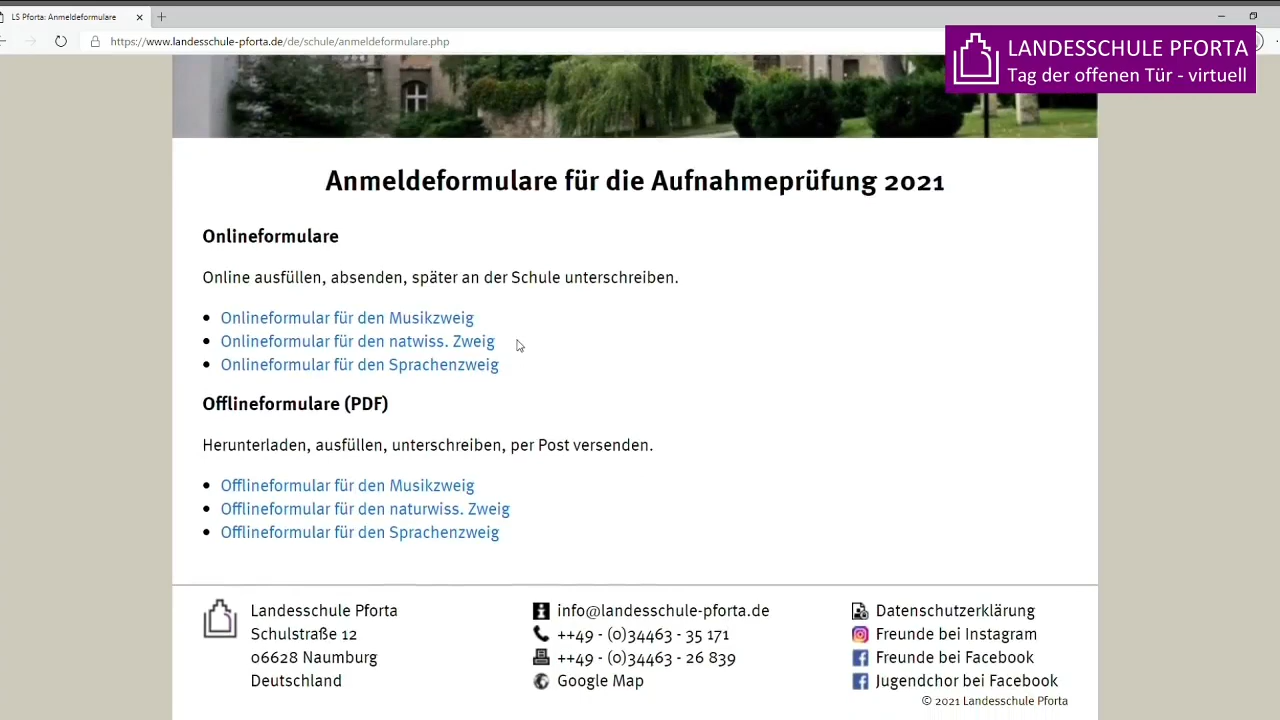 LS Pforta: Anmeldeformulare
https://www.landesschule-pforta.de/de/schule/anmeldeformulare.php
LANDESSCHULE PFORTA
Tag der offenen Tür - virtuell
Anmeldeformulare für die Aufnahmeprüfung 2021
Onlineformulare
Online ausfüllen, absenden, später an der Schule unterschreiben.
Onlineformular für den Musikzweig
Onlineformular für den natwiss. Zweig
Onlineformular für den Sprachenzweig
Offlineformulare (PDF)
Herunterladen, ausfüllen, unterschreiben, per Post versenden.
Offlineformular für den Musikzweig
Offlineformular für den naturwiss. Zweig
Offlineformular für den Sprachenzweig
Landesschule Pforta
Schulstraße 12
06628 Naumburg
Deutschland
info@landesschule-pforta.de
++49 - (0)34463 - 35 171
++49 - (0)34463 - 26 839
Google Map
Datenschutzerklärung
Freunde bei Instagram
Freunde bei Facebook
Jugendchor bei Facebook
© 2021 Landesschule Pforta